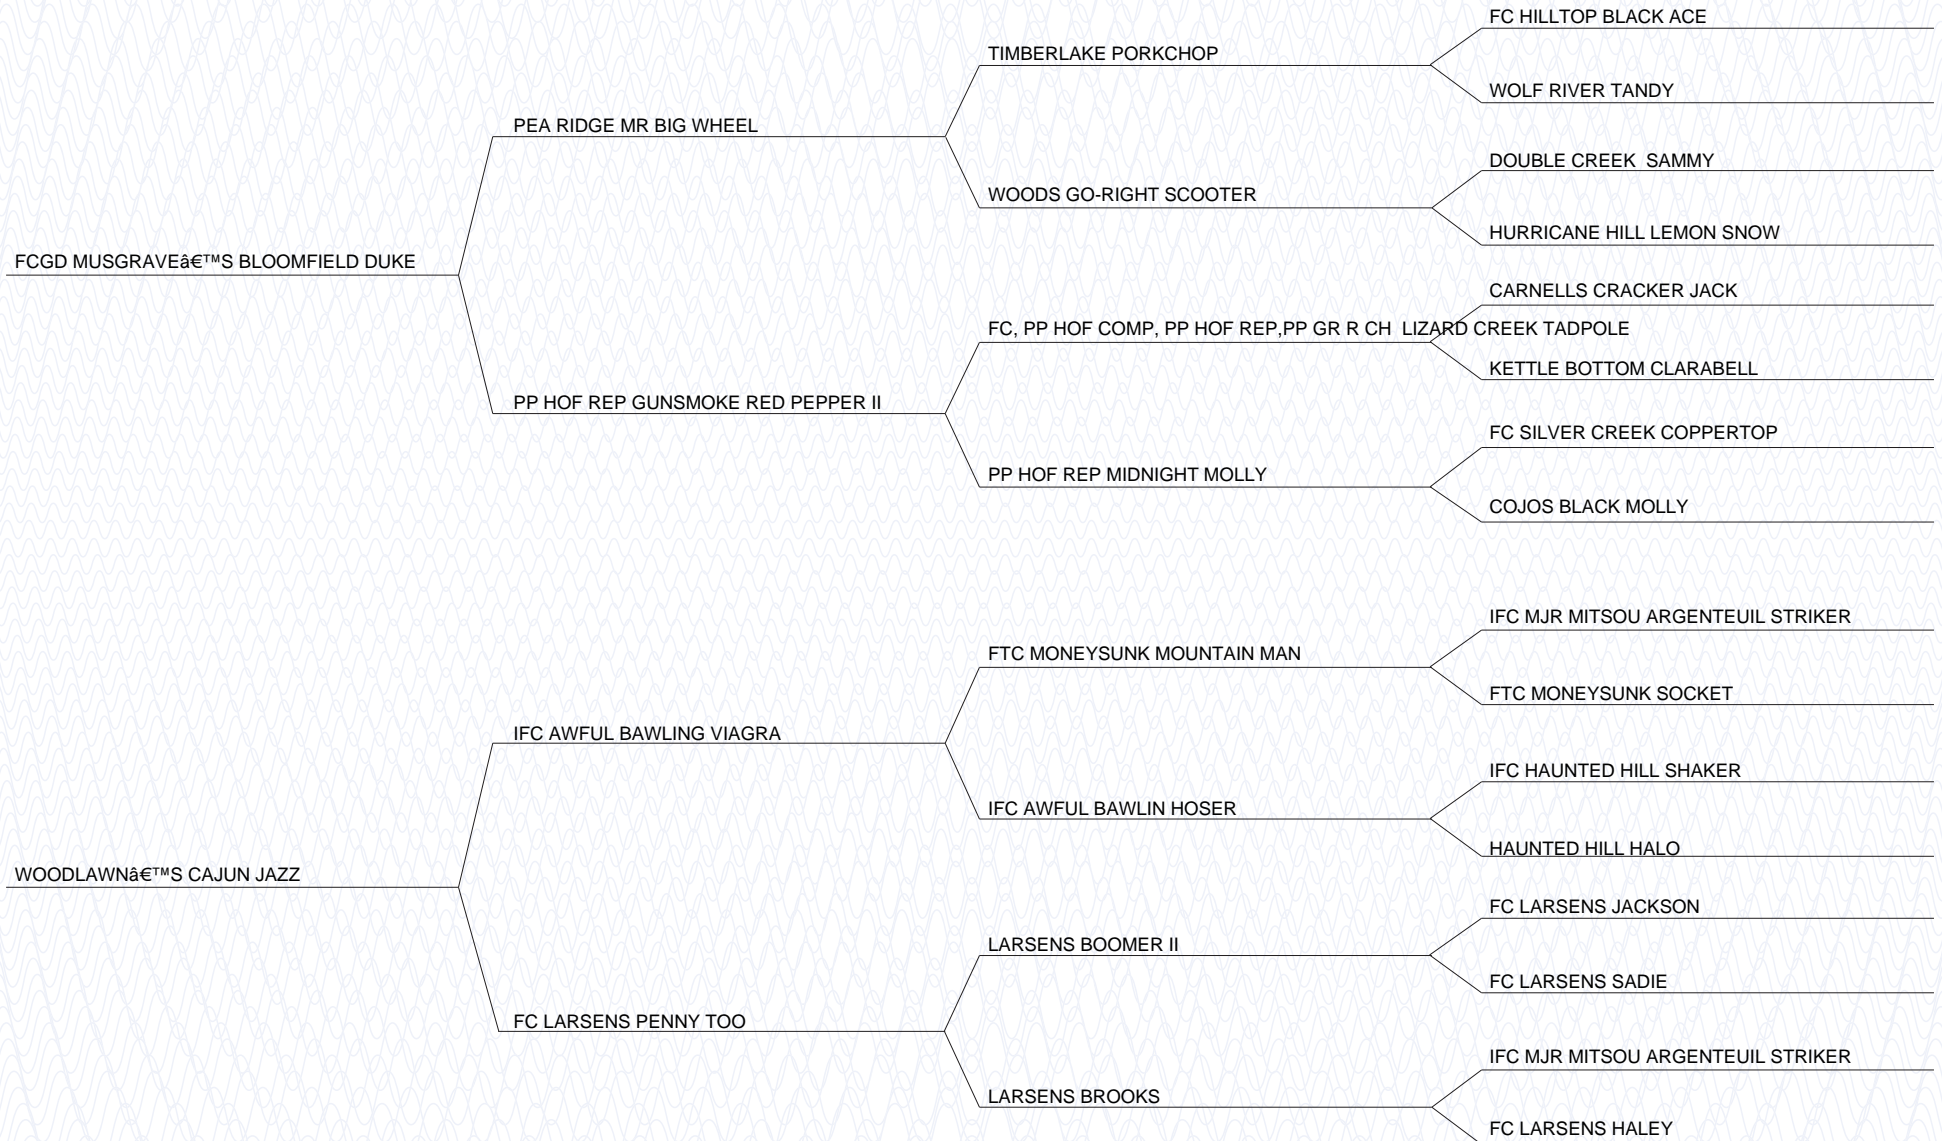 FC HILLTOP BLACK ACE
TIMBERLAKE PORKCHOP
WOLF RIVER TANDY
PEA RIDGE MR BIG WHEEL
DOUBLE CREEK  SAMMY
WOODS GO-RIGHT SCOOTER
HURRICANE HILL LEMON SNOW
FCGD MUSGRAVEâ€™S BLOOMFIELD DUKE
CARNELLS CRACKER JACK
FC, PP HOF COMP, PP HOF REP,PP GR R CH  LIZARD CREEK TADPOLE
KETTLE BOTTOM CLARABELL
PP HOF REP GUNSMOKE RED PEPPER II
FC SILVER CREEK COPPERTOP
PP HOF REP MIDNIGHT MOLLY
COJOS BLACK MOLLY
IFC MJR MITSOU ARGENTEUIL STRIKER
FTC MONEYSUNK MOUNTAIN MAN
FTC MONEYSUNK SOCKET
IFC AWFUL BAWLING VIAGRA
IFC HAUNTED HILL SHAKER
IFC AWFUL BAWLIN HOSER
HAUNTED HILL HALO
WOODLAWNâ€™S CAJUN JAZZ
FC LARSENS JACKSON
LARSENS BOOMER II
FC LARSENS SADIE
FC LARSENS PENNY TOO
IFC MJR MITSOU ARGENTEUIL STRIKER
LARSENS BROOKS
FC LARSENS HALEY